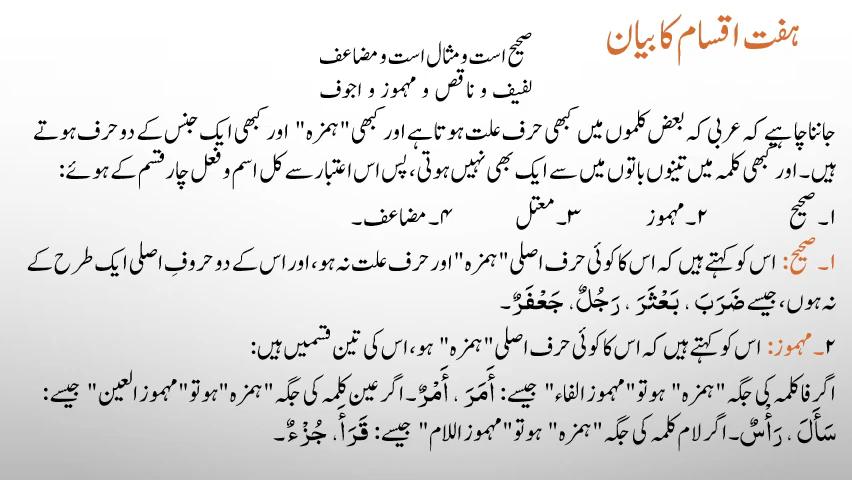 ہفت اقسام کا بیان
صحیح است و مثال است و مضاعف
لفیف و ناقص و مہموز و اجوف
جاننا چاہیے کہ عربی کہ بعض کلموں میں کبھی حرف علت ہوتا ہے اور کبھی "ہمزہ" اور کبھی ایک جنس کے دو حرف ہوتے
ہیں۔ اور کبھی کلمہ میں تینوں باتوں میں سے ایک بھی نہیں ہوتی، پس اس اعتبار سے کل اسم و فعل چار قسم کے ہوئے:
۱۔ صحیح ۲۔ مہموز ۳۔ معتل ۴۔ مضاعف۔
۱۔ صحیح: اس کو کہتے ہیں کہ اس کا کوئی حرف اصلی "ہمزہ" اور حرف علت نہ ہو، اور اس کے دو حروفِ اصلی ایک طرح کے
نہ ہوں، جیسے ضَرَبَ ، بَعْثَرَ ، رَجُلٌ، جَعْفَرٌ۔
۲۔ مہموز: اس کو کہتے ہیں کہ اس کا کوئی حرف اصلی "ہمزہ" ہو، اس کی تین قسمیں ہیں:
اگر فا کلمہ کی جگہ "ہمزہ" ہو تو "مہموز الفاء" جیسے: أَمَرَ ، أَمْرٌ۔ اگر عین کلمہ کی جگہ "ہمزہ" ہو تو "مہموز العین" جیسے:
سَأَلَ ، رَأْسٌ۔ اگر لام کلمہ کی جگہ "ہمزہ" ہو تو "مہموز اللام" جیسے: قَرَأَ، جُزْءٌ۔